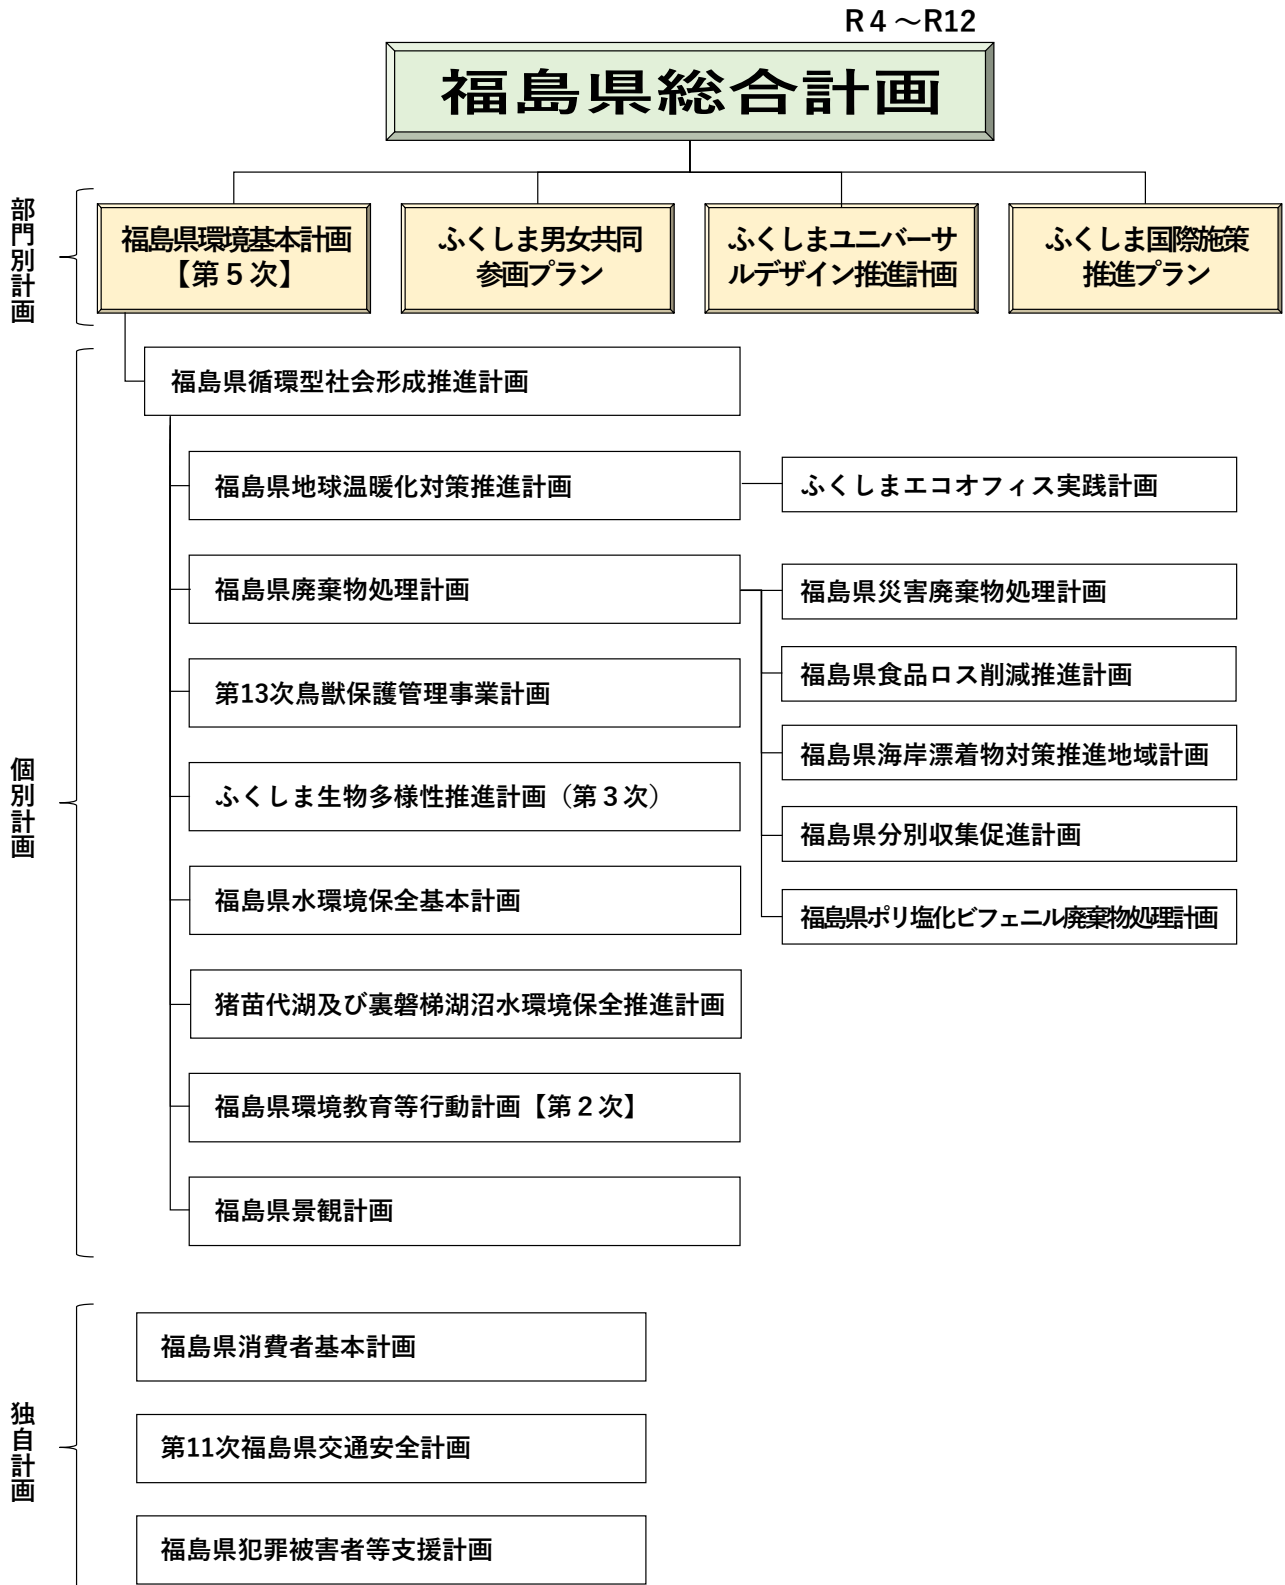 R4～R12
福島県総合計画
部門別計画
福島県環境基本計画
【第5次】
ふくしま男女共同
参画プラン
ふくしまユニバーサ
ルデザイン推進計画
ふくしま国際施策
推進プラン
個別計画
福島県循環型社会形成推進計画
福島県地球温暖化対策推進計画
ふくしまエコオフィス実践計画
福島県廃棄物処理計画
福島県災害廃棄物処理計画
福島県食品ロス削減推進計画
福島県海岸漂着物対策推進地域計画
福島県分別収集促進計画
福島県ポリ塩化ビフェニル廃棄物処理計画
第13次鳥獣保護管理事業計画
ふくしま生物多様性推進計画（第３次）
福島県水環境保全基本計画
猪苗代湖及び裏磐梯湖沼水環境保全推進計画
福島県環境教育等行動計画【第２次】
福島県景観計画
独自計画
福島県消費者基本計画
第11次福島県交通安全計画
福島県犯罪被害者等支援計画